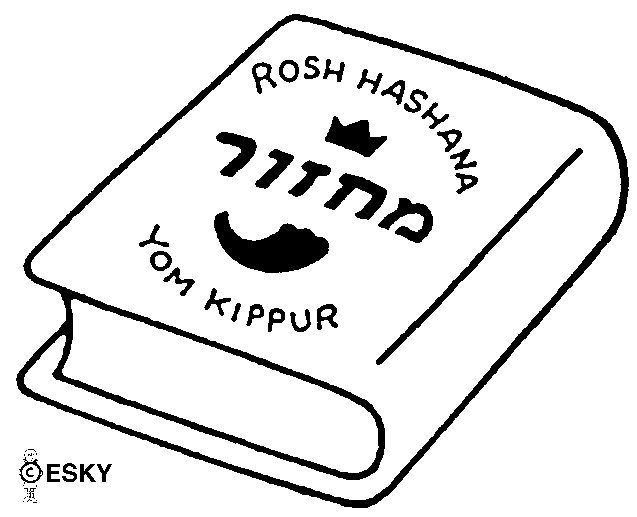 ROSH HASHANA
מחזור
YOM KIPPUR
©ESKY